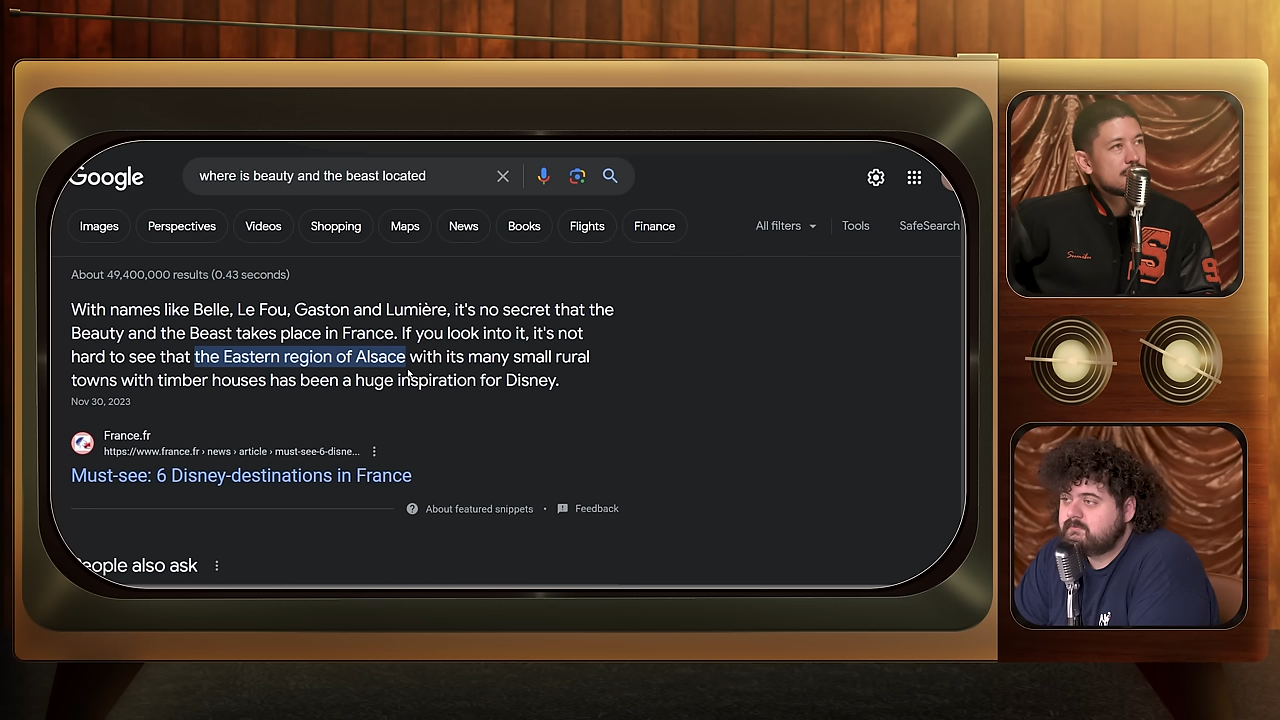 Google
where is beauty and the beast located
Images Perspectives Videos Shopping Maps News Books Flights Finance All filters Tools SafeSearch
About 49,400,000 results (0.43 seconds)
With names like Belle, Le Fou, Gaston and Lumière, it's no secret that the
Beauty and the Beast takes place in France. If you look into it, it's not
hard to see that the Eastern region of Alsace with its many small rural
towns with timber houses has been a huge inspiration for Disney.
Nov 30, 2023
France.fr
https://www.france.fr › news › article › must-see-6-disne...
Must-see: 6 Disney-destinations in France
About featured snippets • Feedback
eople also ask
S
9